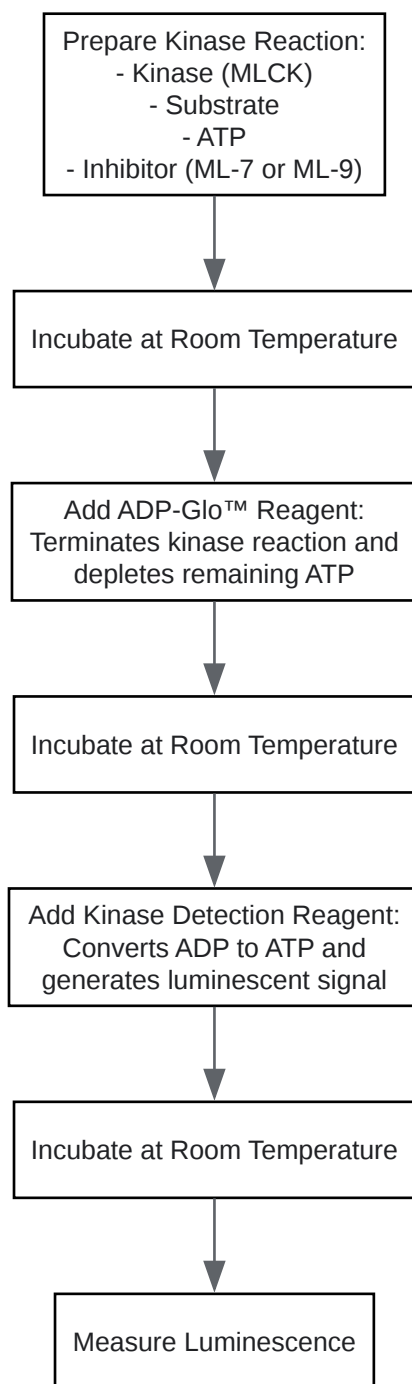 Prepare Kinase Reaction:
- Kinase (MLCK)
- Substrate
- ATP
- Inhibitor (ML-7 or ML-9)
Incubate at Room Temperature
Add ADP-Glo™ Reagent:
Terminates kinase reaction and
depletes remaining ATP
Incubate at Room Temperature
Add Kinase Detection Reagent:
Converts ADP to ATP and
generates luminescent signal
Incubate at Room Temperature
Measure Luminescence